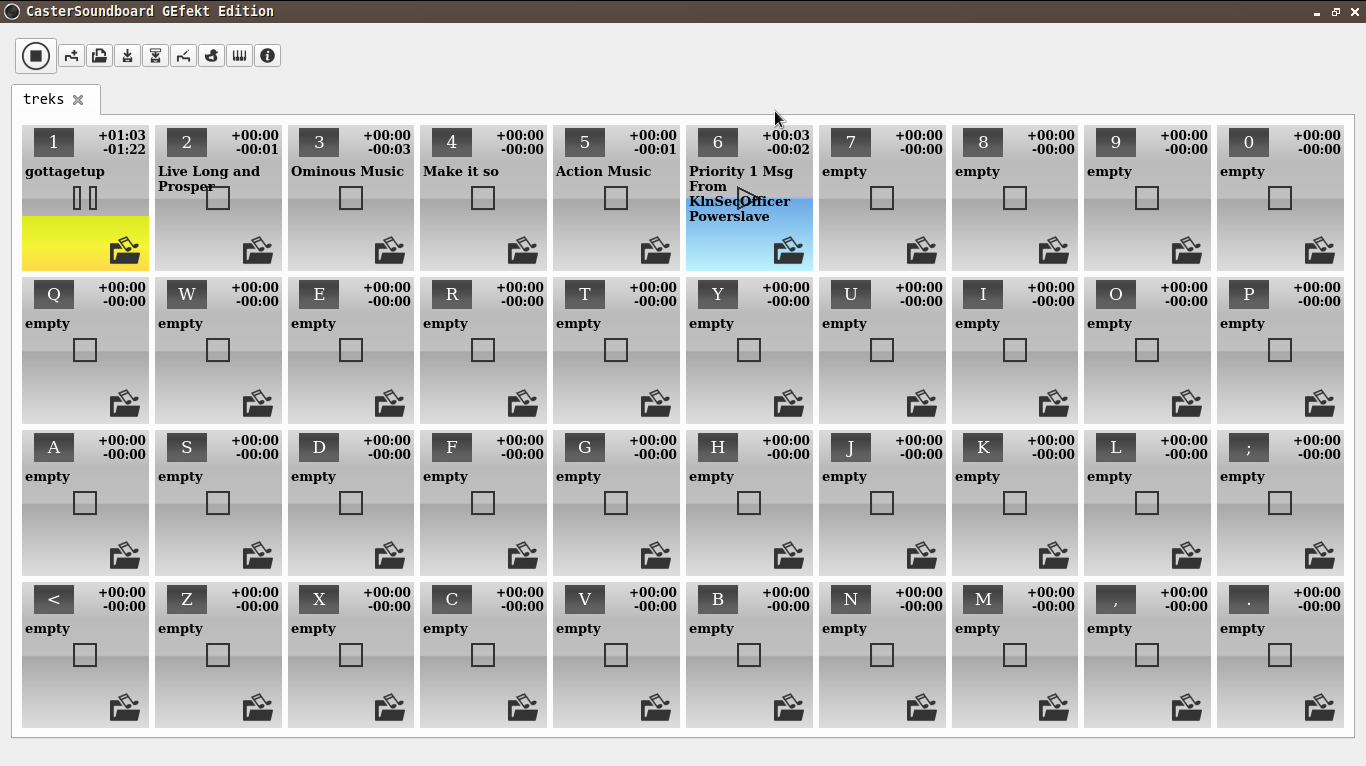 CasterSoundboard GEfekt Edition
treks
1 +01:03 -01:22
gottagetup
2 +00:00 -00:01
Live Long and
Prosper
3 +00:00 -00:03
Ominous Music
4 +00:00 -00:00
Make it so
5 +00:00 -00:01
Action Music
6 +00:03 -00:02
Priority 1 Msg
From
KlnSecOfficer
Powerslave
7 +00:00 -00:00
empty
8 +00:00 -00:00
empty
9 +00:00 -00:00
empty
0 +00:00 -00:00
empty
Q +00:00 -00:00
empty
W +00:00 -00:00
empty
E +00:00 -00:00
empty
R +00:00 -00:00
empty
T +00:00 -00:00
empty
Y +00:00 -00:00
empty
U +00:00 -00:00
empty
I +00:00 -00:00
empty
O +00:00 -00:00
empty
P +00:00 -00:00
empty
A +00:00 -00:00
empty
S +00:00 -00:00
empty
D +00:00 -00:00
empty
F +00:00 -00:00
empty
G +00:00 -00:00
empty
H +00:00 -00:00
empty
J +00:00 -00:00
empty
K +00:00 -00:00
empty
L +00:00 -00:00
empty
; +00:00 -00:00
empty
< +00:00 -00:00
empty
Z +00:00 -00:00
empty
X +00:00 -00:00
empty
C +00:00 -00:00
empty
V +00:00 -00:00
empty
B +00:00 -00:00
empty
N +00:00 -00:00
empty
M +00:00 -00:00
empty
, +00:00 -00:00
empty
. +00:00 -00:00
empty